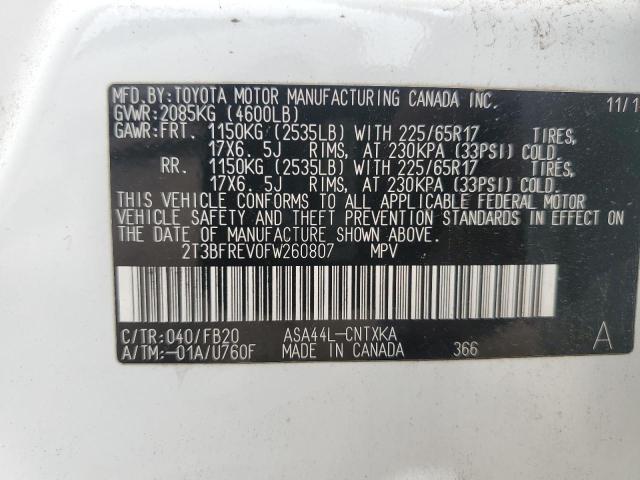 MFD.BY:TOYOTA MOTOR MANUFACTURING CANADA INC. 11/1
GVWR:2085KG (4600LB)
GAWR:FRT. 1150KG (2535LB) WITH 225/65R17 TIRES,
17X6. 5J RIMS, AT 230KPA (33PSI) COLD.
RR. 1150KG (2535LB) WITH 225/65R17 TIRES,
17X6. 5J RIMS, AT 230KPA (33PSI) COLD.
THIS VEHICLE CONFORMS TO ALL APPLICABLE FEDERAL MOTOR
VEHICLE SAFETY AND THEFT PREVENTION STANDARDS IN EFFECT ON
THE DATE OF MANUFACTURE SHOWN ABOVE.
2T3BFREV0FW260807 MPV
C/TR:040/FB20 ASA44L-CNTXKA
A/TM:-01A/U760F MADE IN CANADA 366 A